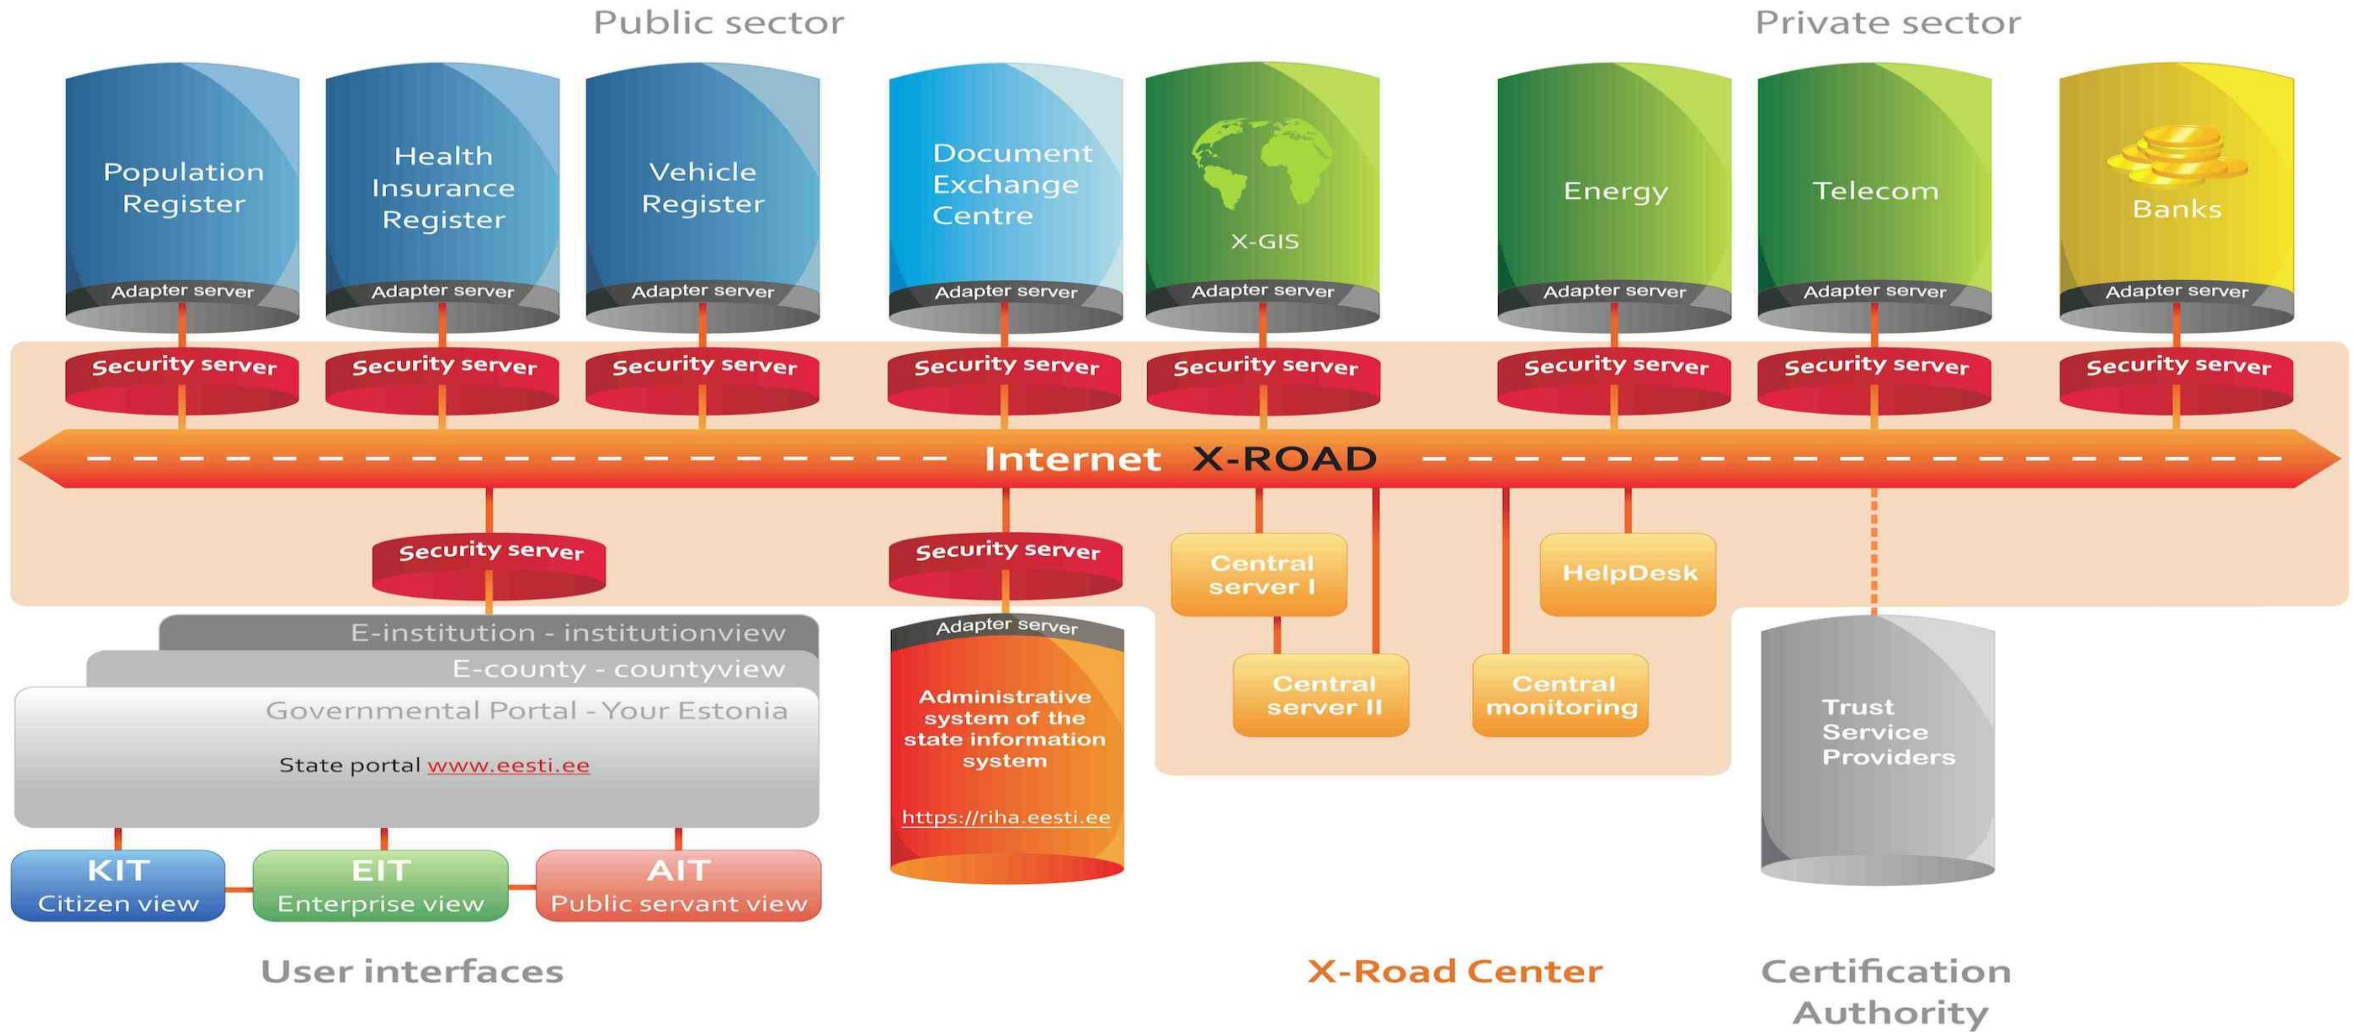 Public sector
Private sector
Population
Register
Adapter server
Health
Insurance
Register
Adapter server
Vehicle
Register
Adapter server
Document
Exchange
Centre
Adapter server
X-GIS
Adapter server
Energy
Adapter server
Telecom
Adapter server
Banks
Adapter server
Security server
Security server
Security server
Security server
Security server
Security server
Security server
Security server
Internet X-ROAD
Security server
Security server
Central
server I
HelpDesk
Central
server II
Central
monitoring
E-institution - institutionview
E-county - countyview
Governmental Portal - Your Estonia
State portal www.eesti.ee
KIT
Citizen view
EIT
Enterprise view
AIT
Public servant view
Adapter server
Administrative
system of the
state information
system
https://riha.eesti.ee
Trust
Service
Providers
User interfaces
X-Road Center
Certification
Authority